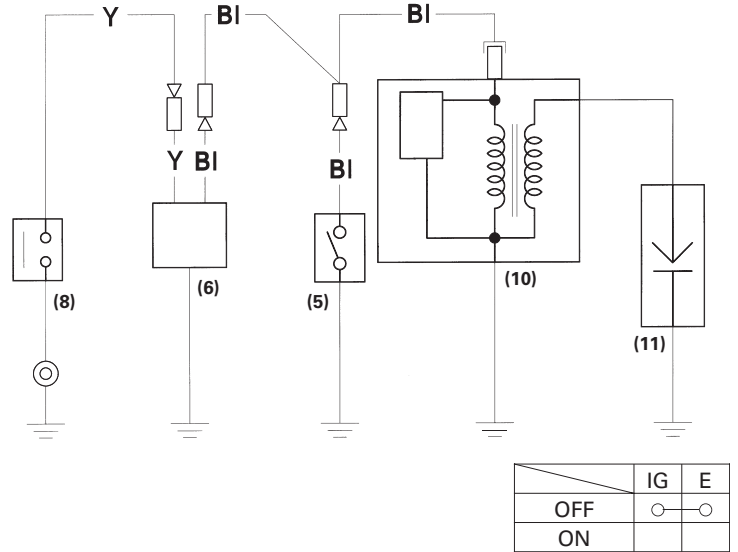 Y
Bl
Bl
Y Bl
Bl
(8)
(6)
(5)
(10)
(11)
IG E
OFF
ON